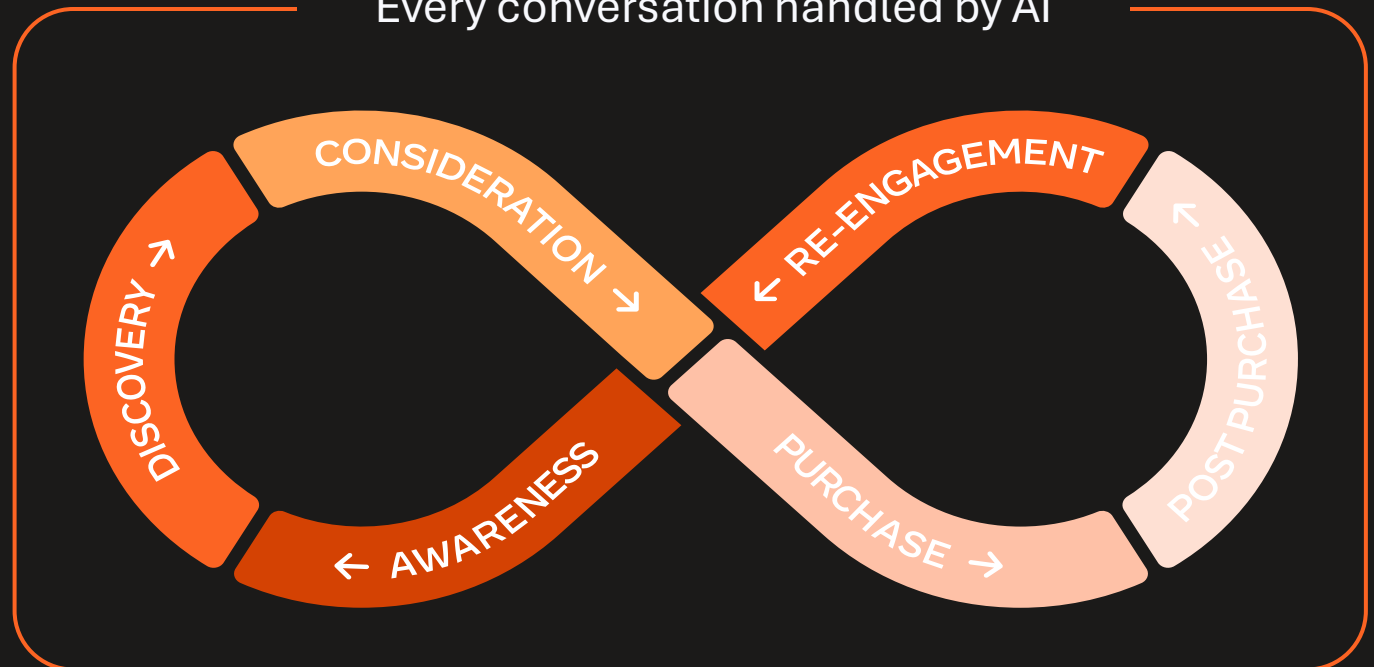 Every conversation handled by AI
CONSIDERATION →
← RE-ENGAGEMENT
DISCOVERY →
POST PURCHASE →
← AWARENESS
PURCHASE →